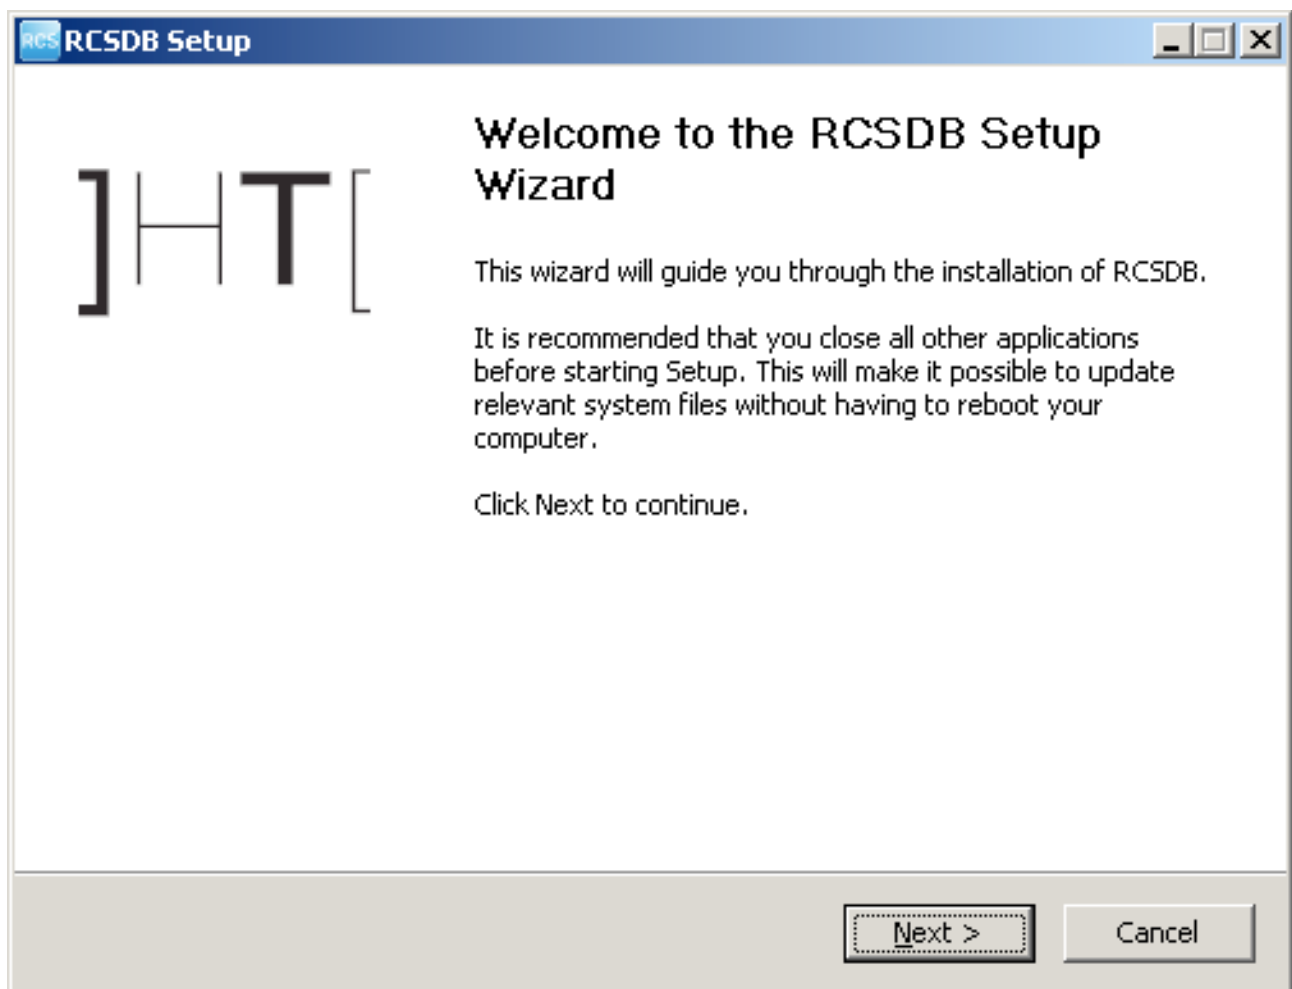 RCS RCSDB Setup
]HT[
Welcome to the RCSDB Setup
Wizard
This wizard will guide you through the installation of RCSDB.
It is recommended that you close all other applications
before starting Setup. This will make it possible to update
relevant system files without having to reboot your
computer.
Click Next to continue.
Next > Cancel